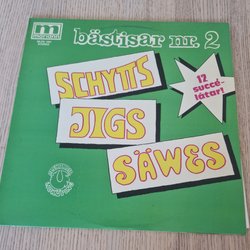 m
bästisar nr. 2
SCHYTTS
JIGS
SÄWES
12
succé-
låtar!